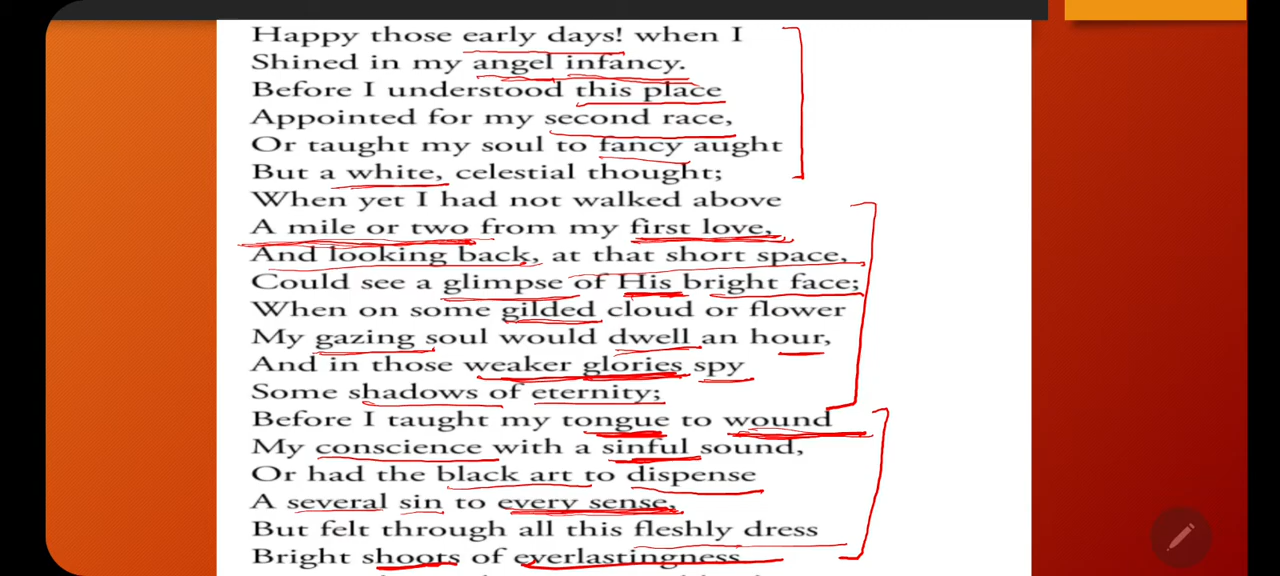 Happy those early days! when I
Shined in my angel infancy.
Before I understood this place
Appointed for my second race,
Or taught my soul to fancy aught
But a white, celestial thought;
When yet I had not walked above
A mile or two from my first love,
And looking back, at that short space,
Could see a glimpse of His bright face;
When on some gilded cloud or flower
My gazing soul would dwell an hour,
And in those weaker glories spy
Some shadows of eternity;
Before I taught my tongue to wound
My conscience with a sinful sound,
Or had the black art to dispense
A several sin to every sense,
But felt through all this fleshly dress
Bright shoots of everlastingness